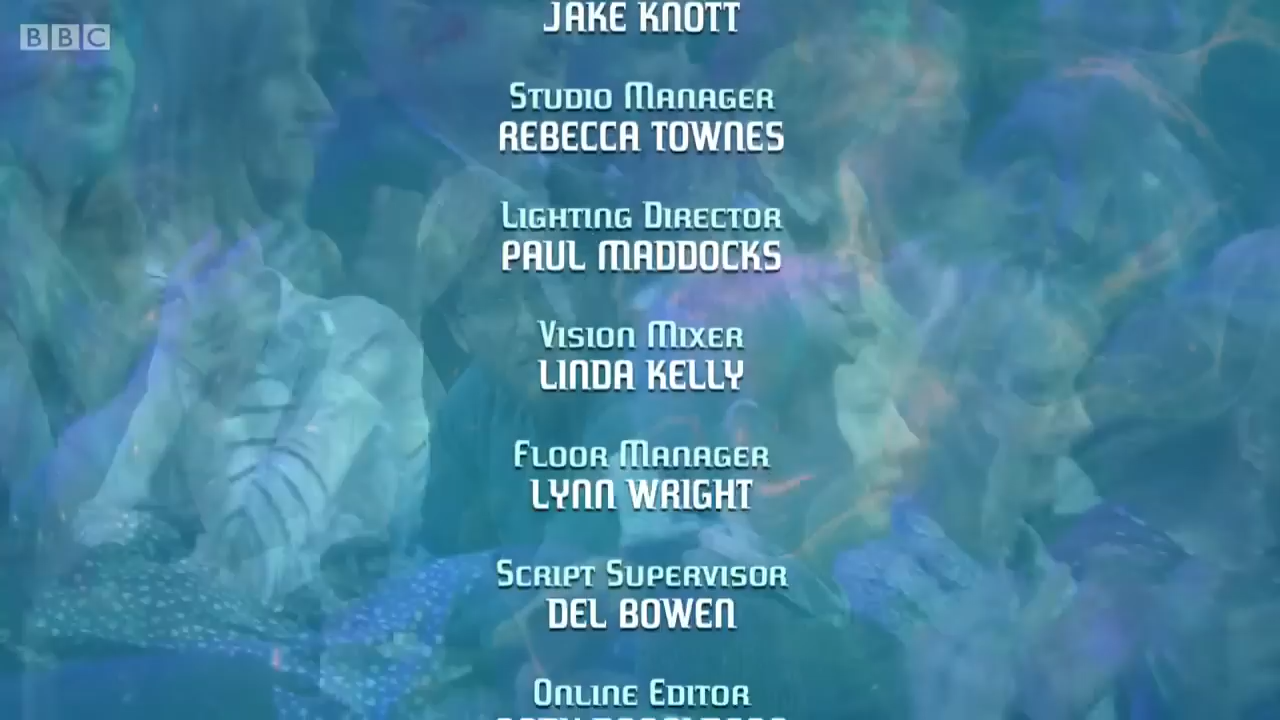 BBC
JAKE KNOTT
STUDIO MANAGER
REBECCA TOWNES
LIGHTING DIRECTOR
PAUL MADDOCKS
VISION MIXER
LINDA KELLY
FLOOR MANAGER
LYNN WRIGHT
SCRIPT SUPERVISOR
DEL BOWEN
ONLINE EDITOR